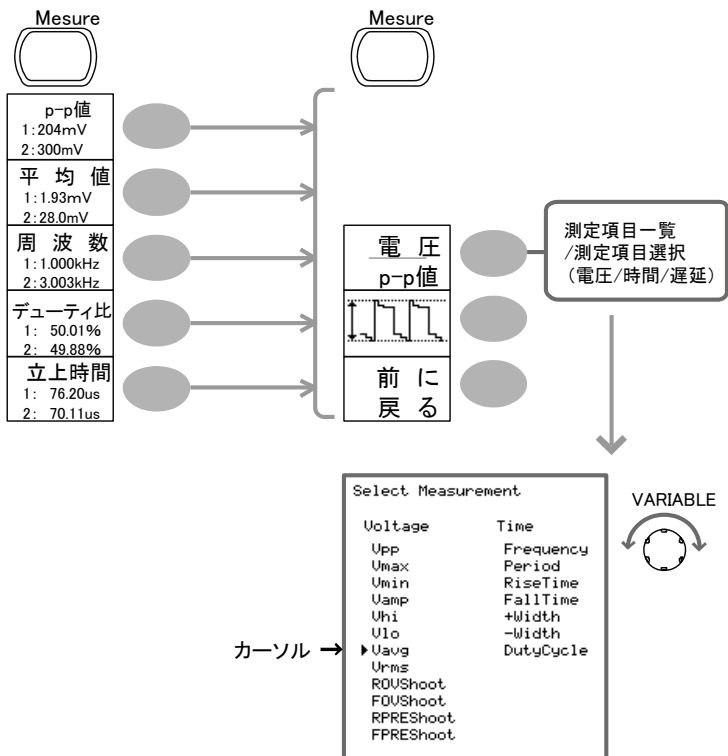 Mesure
p-p値
1:204mV
2:300mV
平均値
1:1.93mV
2:28.0mV
周波数
1:1.000kHz
2:3.003kHz
デューティ比
1: 50.01%
2: 49.88%
立上時間
1: 76.20us
2: 70.11us
Mesure
電圧
p-p値
前に
戻る
測定項目一覧
/測定項目選択
(電圧/時間/遅延)
Select Measurement
Voltage Time
Vpp Frequency
Vmax Period
Vmin RiseTime
Vamp FallTime
Vhi +Width
Vlo -Width
Vavg DutyCycle
Vrms
ROVShoot
FOVShoot
RPREShoot
FPREShoot
カーソル →
VARIABLE